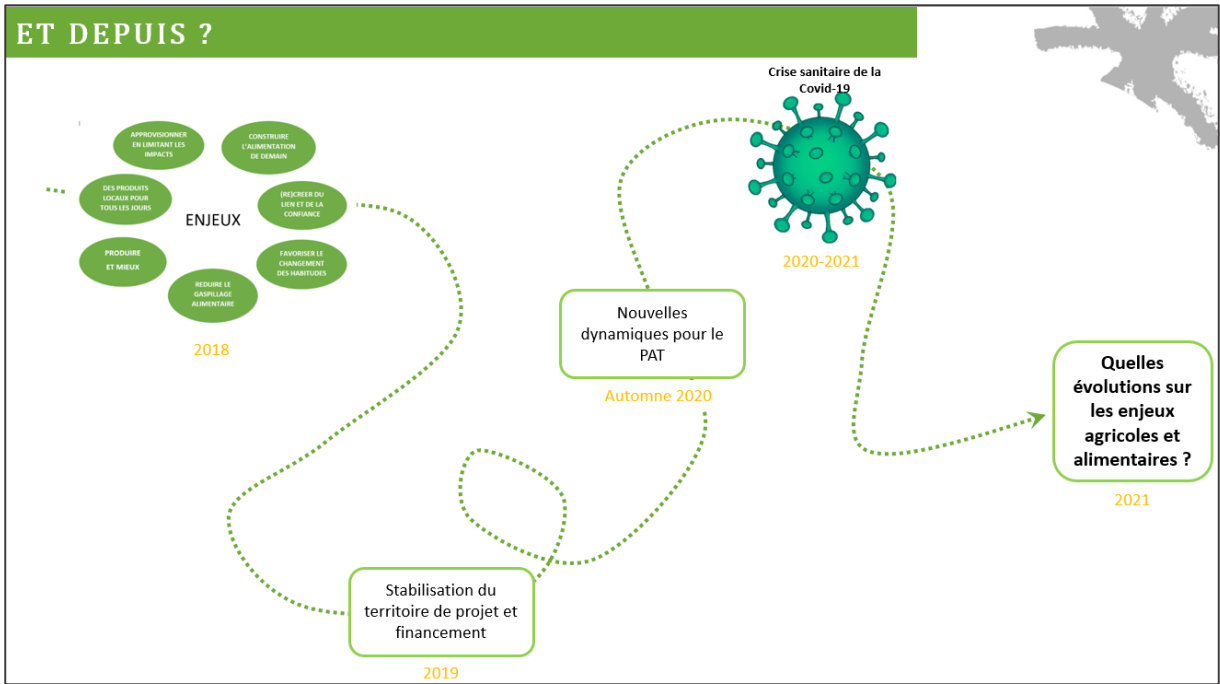 ET DEPUIS ?
Crise sanitaire de la
Covid-19
APPROVISIONNER
EN LIMITANT LES
IMPACTS
CONSTRUIRE
L'ALIMENTATION
DE DEMAIN
DES PRODUITS
LOCAUX POUR
TOUS LES JOURS
ENJEUX
(RE)CREER DU
LIEN ET DE LA
CONFIANCE
PRODUIRE
ET MIEUX
FAVORISER LE
CHANGEMENT
DES HABITUDES
REDUIRE LE
GASPILLAGE
ALIMENTAIRE
2018
Stabilisation du
territoire de projet et
financement
2019
Nouvelles
dynamiques pour le
PAT
Automne 2020
2020-2021
Quelles
évolutions sur
les enjeux
agricoles et
alimentaires ?
2021